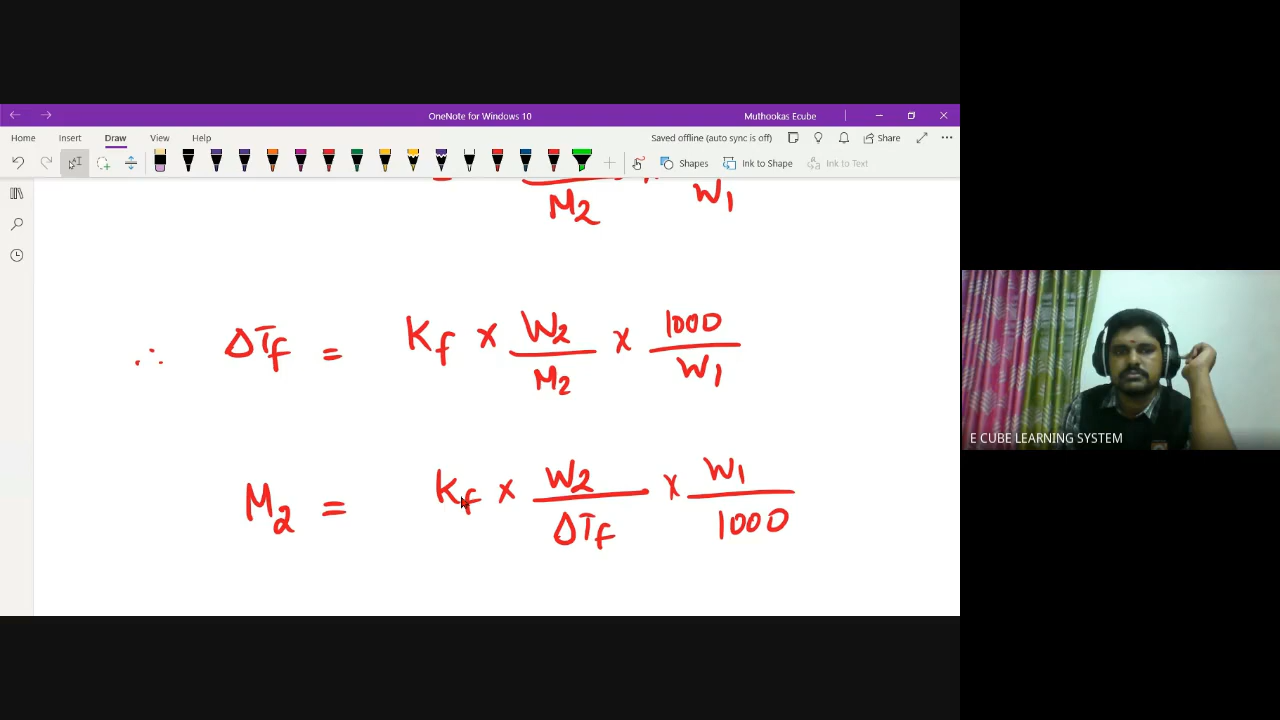 OneNote for Windows 10
Muthookas Ecube
Home Insert Draw View Help
Saved offline (auto sync is off)
Share
Shapes
Ink to Shape
Ink to Text
M₂ W₁
∴ ΔTf = Kf × W₂/M₂ × 1000/W₁
M₂ = Kf × W₂/ΔTf × W₁/1000
E CUBE LEARNING SYSTEM